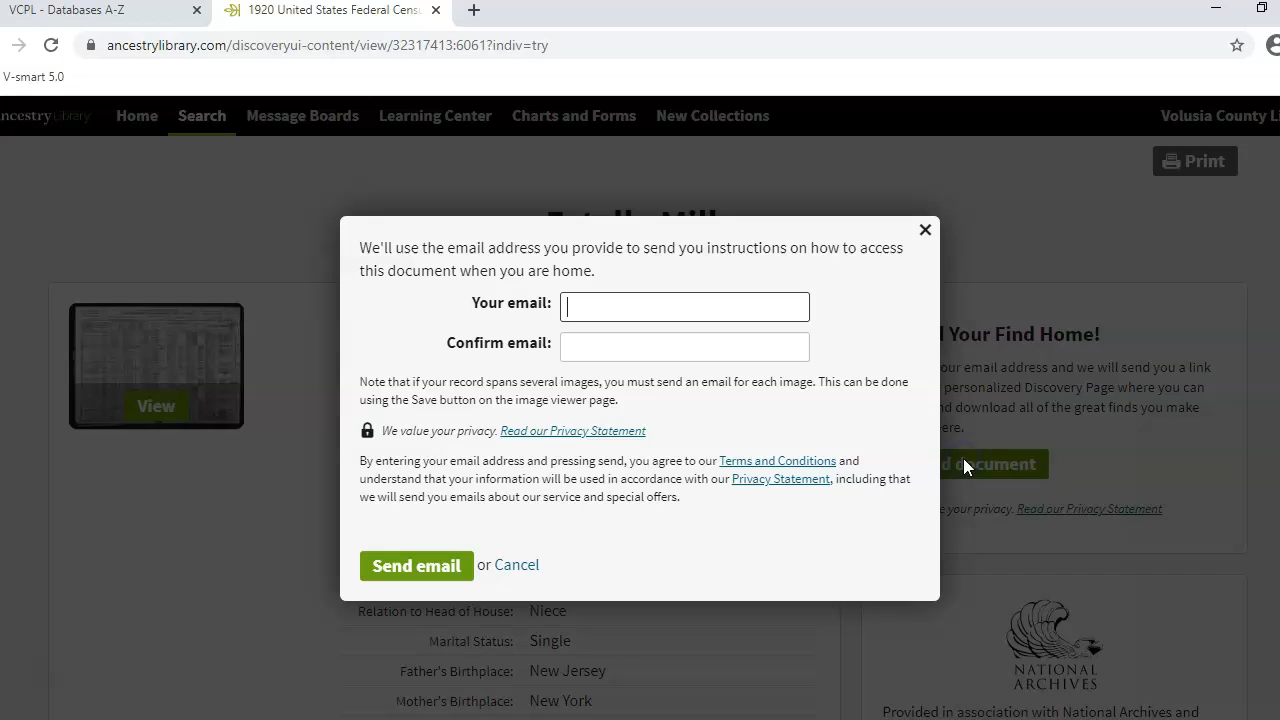 VCPL - Databases A-Z
1920 United States Federal Censu
ancestrylibrary.com/discoveryui-content/view/32317413:6061?indiv=try
V-smart 5.0
ncestryLibrary Home Search Message Boards Learning Center Charts and Forms New Collections Volusia County Li
Print
We'll use the email address you provide to send you instructions on how to access
this document when you are home.
Your email:
Confirm email:
Note that if your record spans several images, you must send an email for each image. This can be done
using the Save button on the image viewer page.
We value your privacy. Read our Privacy Statement
By entering your email address and pressing send, you agree to our Terms and Conditions and
understand that your information will be used in accordance with our Privacy Statement, including that
we will send you emails about our service and special offers.
Send email or Cancel
View
d Your Find Home!
our email address and we will send you a link
personalized Discovery Page where you can
nd download all of the great finds you make
ere.
d document
e your privacy. Read our Privacy Statement
Relation to Head of House: Niece
Marital Status: Single
Father's Birthplace: New Jersey
Mother's Birthplace: New York
NATIONAL
ARCHIVES
Provided in association with National Archives and